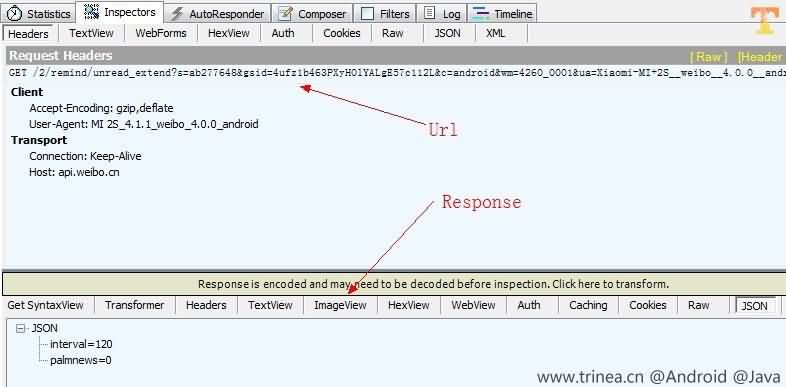 Statistics Inspectors AutoResponder Composer Filters Log Timeline
Headers TextView WebForms HexView Auth Cookies Raw JSON XML
Request Headers [ Raw ] [Header
GET /2/remind/unread_extend?s=ab277648&gsid=4ufz1b463PXyHOlYALgE57c112L&c=android&wm=4260_0001&ua=Xiaomi-MI+2S__weibo__4.0.0__andr
Client
Accept-Encoding: gzip,deflate
User-Agent: MI 2S_4.1.1_weibo_4.0.0_android
Url
Transport
Connection: Keep-Alive
Host: api.weibo.cn
Response
Response is encoded and may need to be decoded before inspection. Click here to transform.
Get SyntaxView Transformer Headers TextView ImageView HexView WebView Auth Caching Cookies Raw JSON
JSON
interval=120
palmnews=0
www.trinea.cn @Android @Java